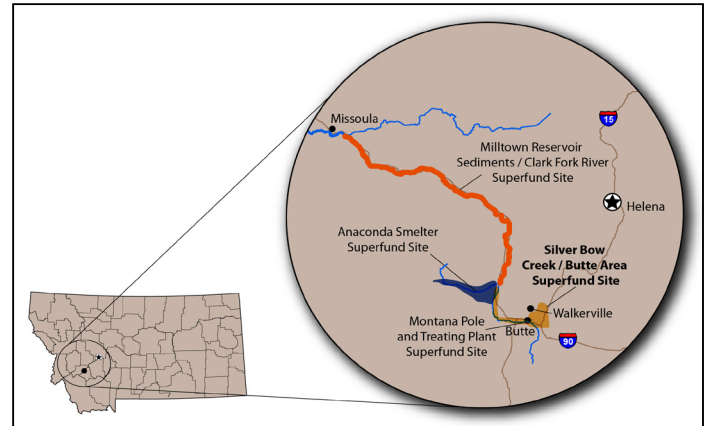 15
Missoula
Milltown Reservoir
Sediments / Clark Fork River
Superfund Site
Helena
Anaconda Smelter
Superfund Site
Silver Bow
Creek / Butte Area
Superfund Site
Walkerville
Montana Pole
and Treating Plant
Superfund Site
Butte
90